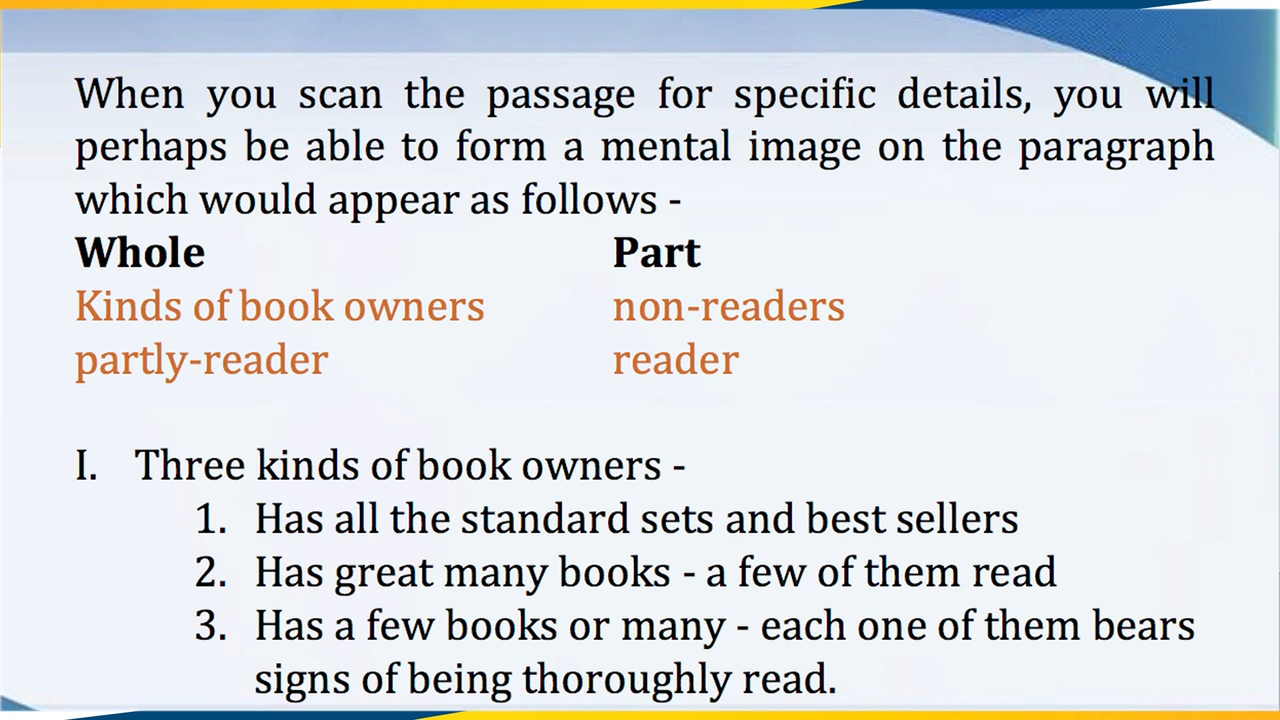 When you scan the passage for specific details, you will
perhaps be able to form a mental image on the paragraph
which would appear as follows -
Whole Part
Kinds of book owners non-readers
partly-reader reader
I. Three kinds of book owners -
1. Has all the standard sets and best sellers
2. Has great many books - a few of them read
3. Has a few books or many - each one of them bears
signs of being thoroughly read.